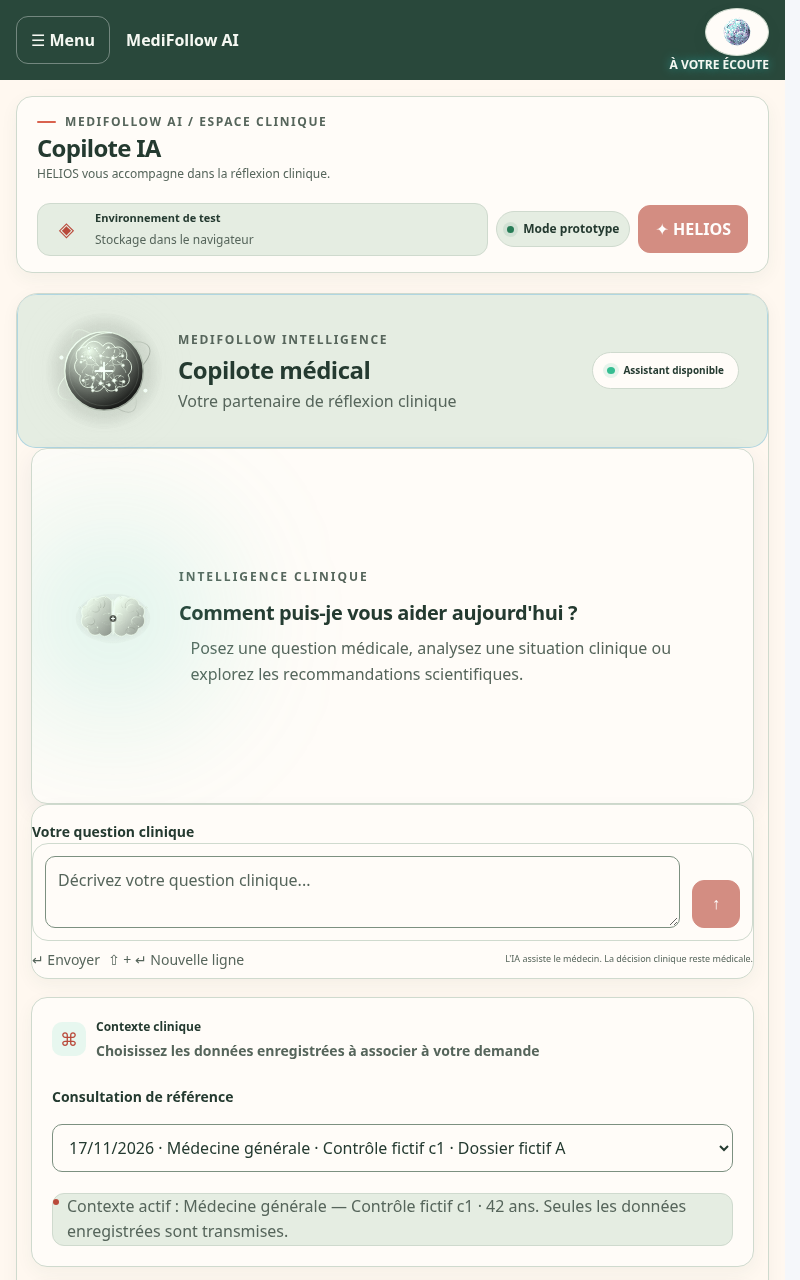 ☰ Menu
MediFollow AI
À VOTRE ÉCOUTE
MEDIFOLLOW AI / ESPACE CLINIQUE
Copilote IA
HELIOS vous accompagne dans la réflexion clinique.
◈
Environnement de test
Stockage dans le navigateur
Mode prototype
✦ HELIOS
MEDIFOLLOW INTELLIGENCE
Copilote médical
Votre partenaire de réflexion clinique
Assistant disponible
INTELLIGENCE CLINIQUE
Comment puis-je vous aider aujourd'hui ?
Posez une question médicale, analysez une situation clinique ou
explorez les recommandations scientifiques.
Votre question clinique
Décrivez votre question clinique...
↑
↵ Envoyer ⇧ + ↵ Nouvelle ligne
L'IA assiste le médecin. La décision clinique reste médicale.
⌘
Contexte clinique
Choisissez les données enregistrées à associer à votre demande
Consultation de référence
17/11/2026 · Médecine générale · Contrôle fictif c1 · Dossier fictif A
Contexte actif : Médecine générale — Contrôle fictif c1 · 42 ans. Seules les données
enregistrées sont transmises.